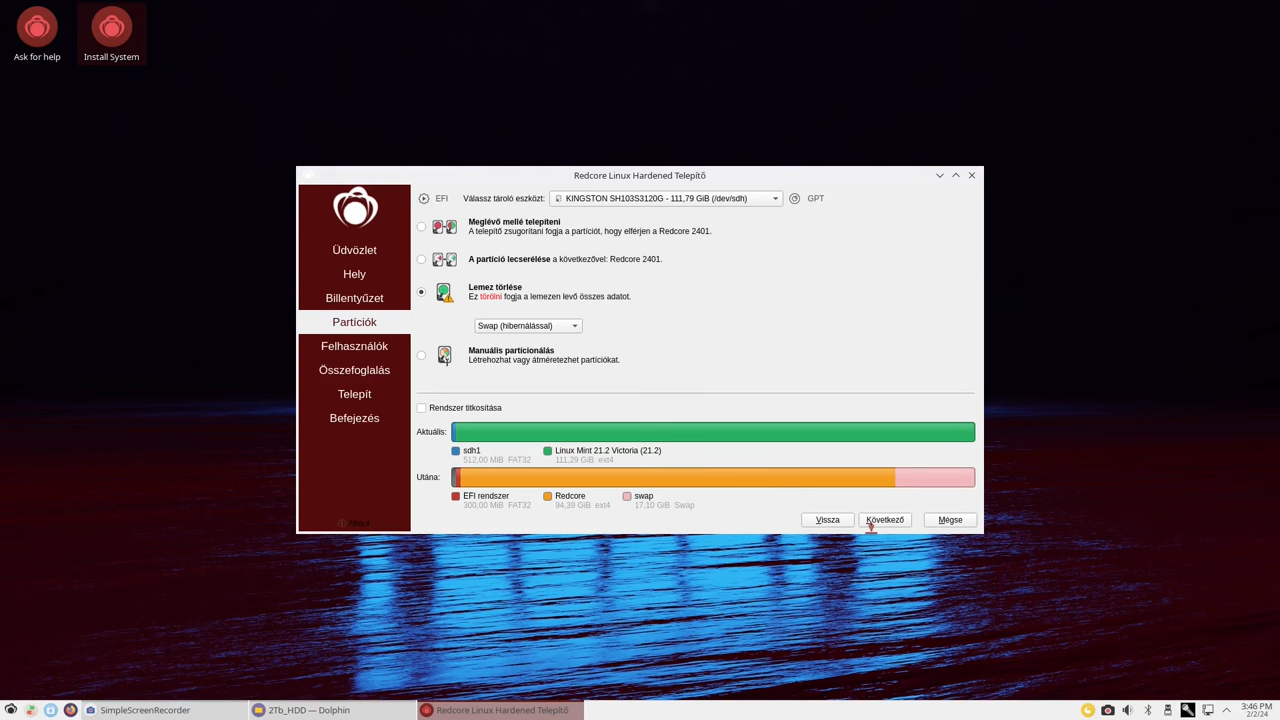 Ask for help
Install System
Redcore Linux Hardened Telepítő
Üdvözlet
Hely
Billentyűzet
Partíciók
Felhasználók
Összefoglalás
Telepít
Befejezés
EFI
Válassz tároló eszközt:
KINGSTON SH103S3120G - 111,79 GiB (/dev/sdh)
GPT
Meglévő mellé telepíteni
A telepítő zsugorítani fogja a partíciót, hogy elférjen a Redcore 2401.
A partíció lecserélése a következővel: Redcore 2401.
Lemez törlése
Ez törölni fogja a lemezen levő összes adatot.
Swap (hibernálással)
Manuális partícionálás
Létrehozhat vagy átméretezhet partíciókat.
Rendszer titkosítása
Aktuális:
sdh1 Linux Mint 21.2 Victoria (21.2)
512,00 MiB FAT32 111,29 GiB ext4
Utána:
EFI rendszer Redcore swap
300,00 MiB FAT32 94,39 GiB ext4 17,10 GiB Swap
Vissza Következő Mégse
SimpleScreenRecorder
2Tb_HDD — Dolphin
Redcore Linux Hardened Telepítő
3:46 PM
2/2/24